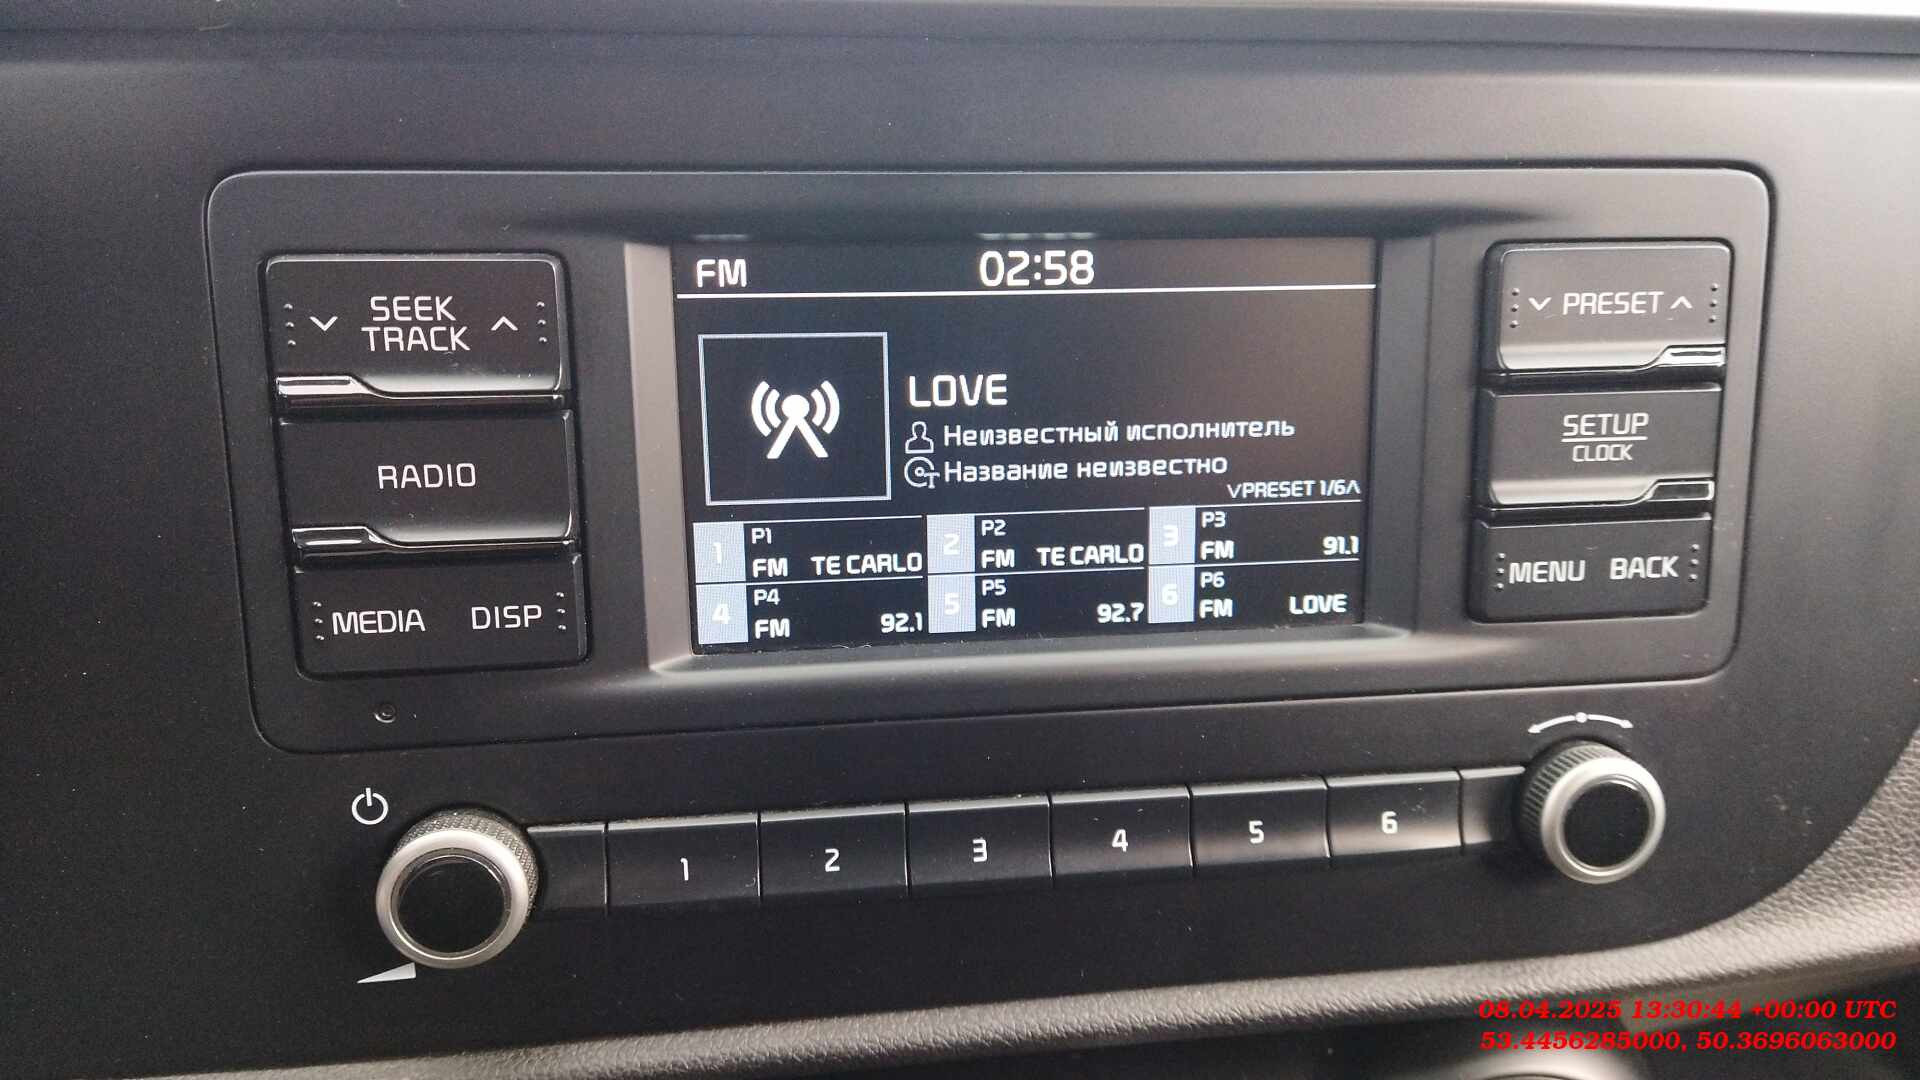 FM 02:58
SEEK
TRACK
RADIO
MEDIA DISP
LOVE
Неизвестный исполнитель
Название неизвестно
PRESET 1/6
1 P1
FM TE CARLO
2 P2
FM TE CARLO
3 P3
FM 91.1
4 P4
FM 92.1
5 P5
FM 92.7
6 P6
FM LOVE
PRESET
SETUP
CLOCK
MENU BACK
1 2 3 4 5 6
08.04.2025 13:30:44 +00:00 UTC
53.4456285000, 50.3696063000